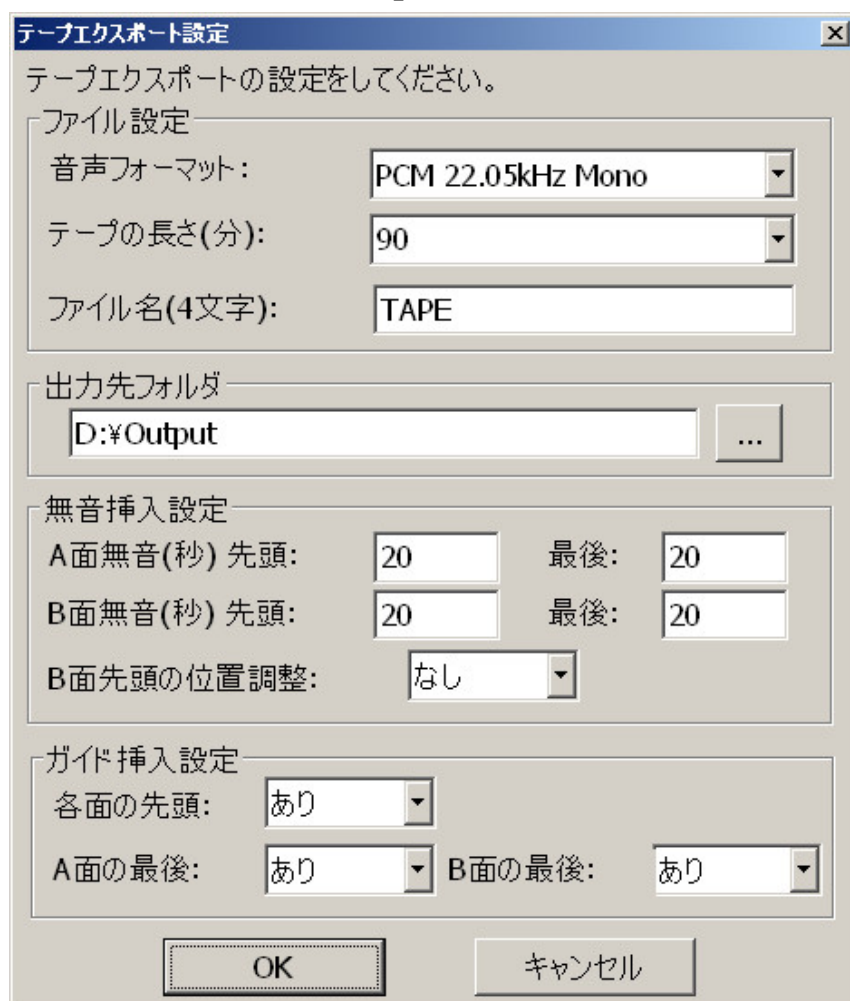 テープエクスポート設定
テープエクスポートの設定をしてください。
ファイル設定
音声フォーマット: PCM 22.05kHz Mono
テープの長さ(分): 90
ファイル名(4文字): TAPE
出力先フォルダ
D:¥Output ...
無音挿入設定
A面無音(秒) 先頭: 20 最後: 20
B面無音(秒) 先頭: 20 最後: 20
B面先頭の位置調整: なし
ガイド挿入設定
各面の先頭: あり
A面の最後: あり B面の最後: あり
OK キャンセル